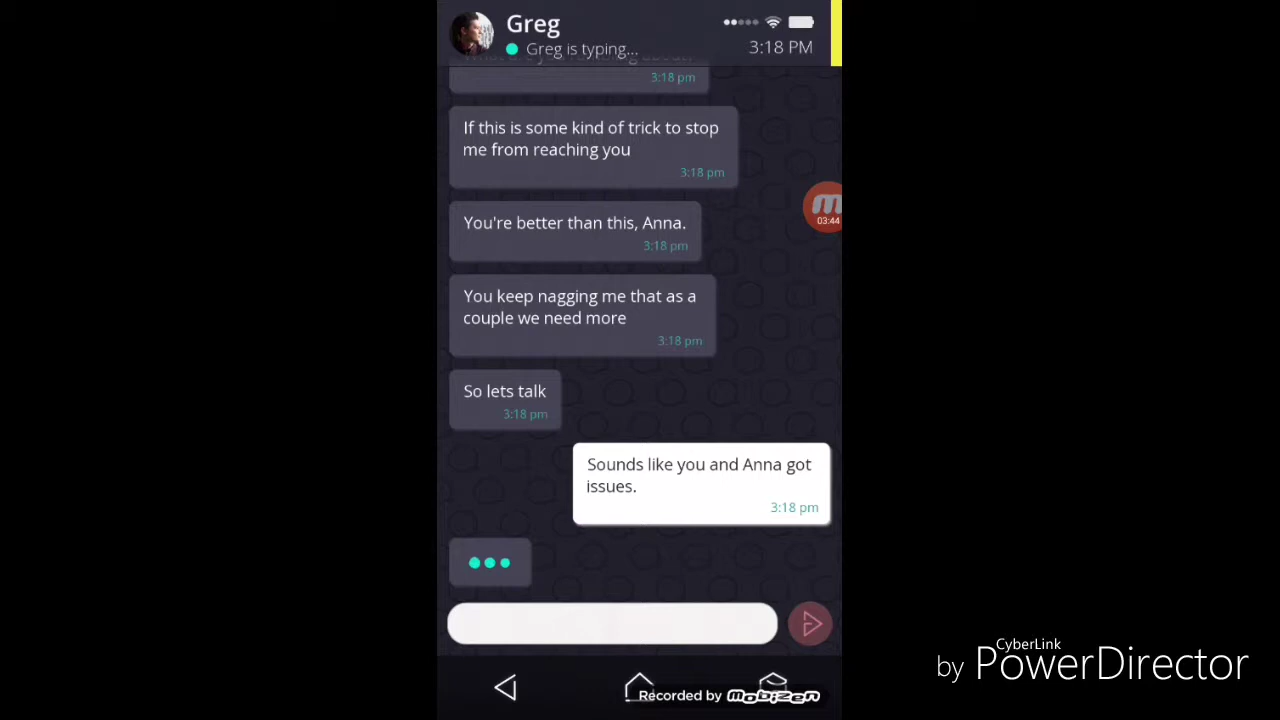 Greg
Greg is typing...
3:18 PM
3:18 pm
If this is some kind of trick to stop
me from reaching you
3:18 pm
03:44
You're better than this, Anna.
3:18 pm
You keep nagging me that as a
couple we need more
3:18 pm
So lets talk
3:18 pm
Sounds like you and Anna got
issues.
3:18 pm
Recorded by mobizen
CyberLink
by PowerDirector